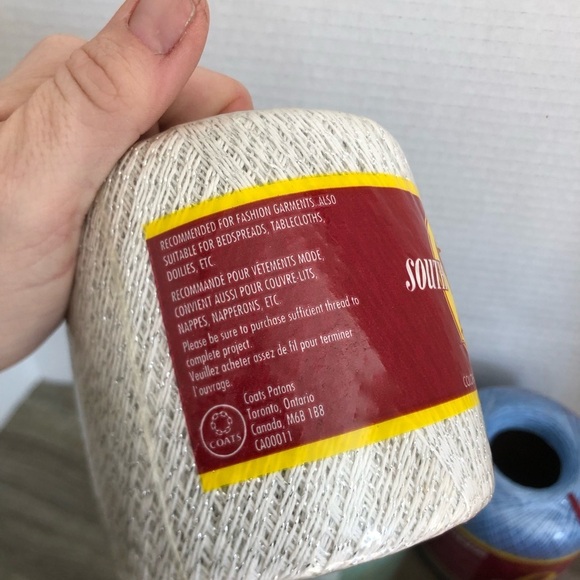 RECOMMENDED FOR FASHION GARMENTS, ALSO
SUITABLE FOR BEDSPREADS, TABLECLOTHS,
DOILIES, ETC.
RECOMMANDE POUR VÊTEMENTS MODE,
CONVIENT AUSSI POUR COUVRE-LITS,
NAPPES, NAPPERONS, ETC.
Please be sure to purchase sufficient thread to
complete project.
Veuillez acheter assez de fil pour terminer
l'ouvrage.
COATS
Coats Patons
Toronto, Ontario
Canada, M6B 1B8
CA00011